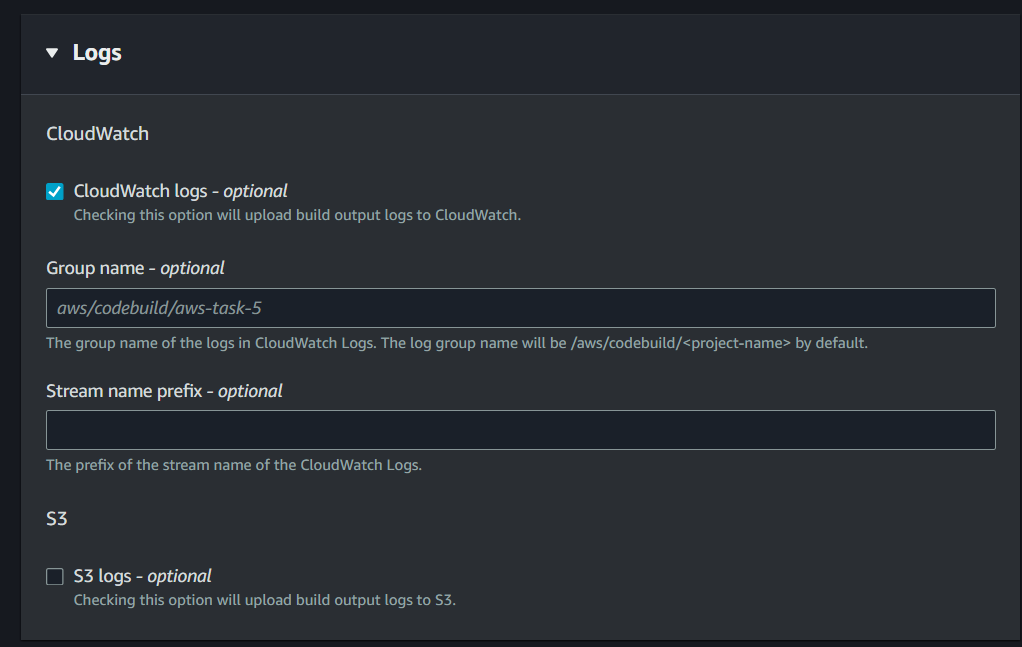 Logs
CloudWatch
CloudWatch logs - optional
Checking this option will upload build output logs to CloudWatch.
Group name - optional
aws/codebuild/aws-task-5
The group name of the logs in CloudWatch Logs. The log group name will be /aws/codebuild/<project-name> by default.
Stream name prefix - optional
The prefix of the stream name of the CloudWatch Logs.
S3
S3 logs - optional
Checking this option will upload build output logs to S3.